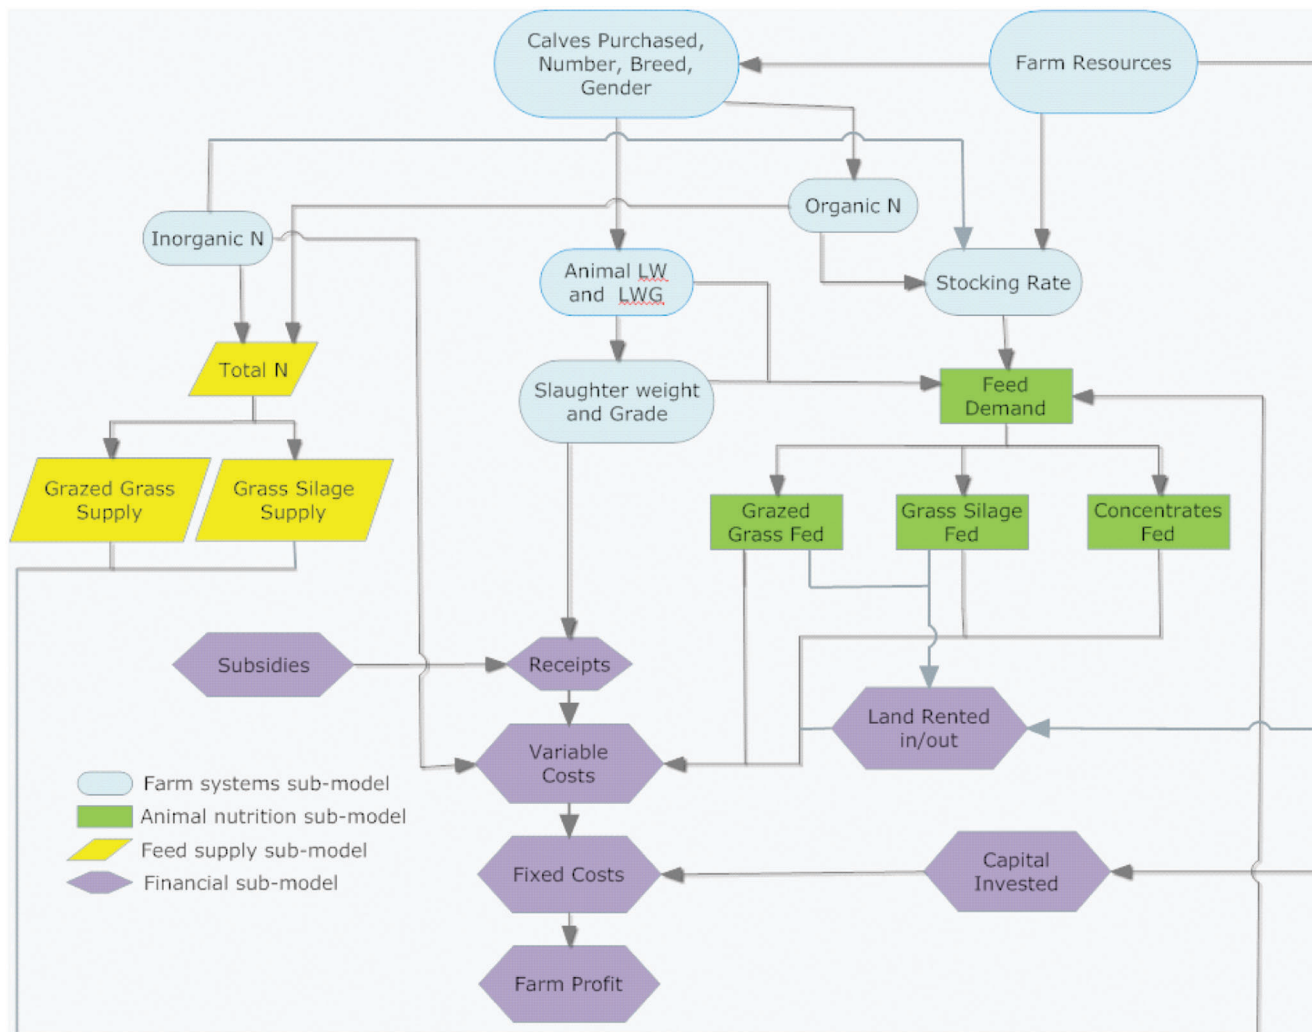 Calves Purchased,
Number, Breed,
Gender
Farm Resources
Organic N
Inorganic N
Animal LW
and LWG
Stocking Rate
Total N
Slaughter weight
and Grade
Feed
Demand
Grazed Grass
Supply
Grass Silage
Supply
Grazed
Grass Fed
Grass Silage
Fed
Concentrates
Fed
Subsidies
Receipts
Land Rented
in/out
Variable
Costs
Farm systems sub-model
Animal nutrition sub-model
Feed supply sub-model
Financial sub-model
Fixed Costs
Capital
Invested
Farm Profit